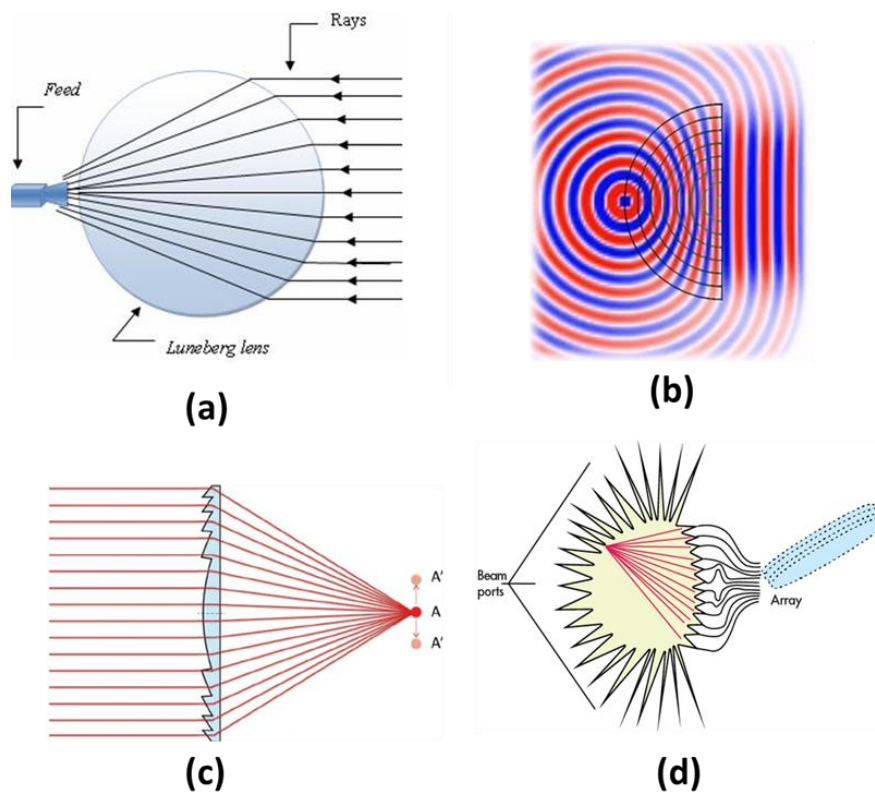 Rays
Feed
Luneberg lens
(a)
(b)
A'
A
A'
(c)
Beam
ports
Array
(d)